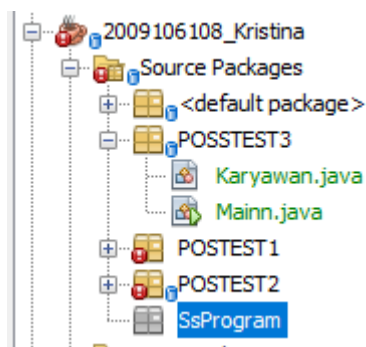 2009106108_Kristina
Source Packages
<default package>
POSSTEST3
Karyawan.java
Mainn.java
POSTEST1
POSTEST2
SsProgram